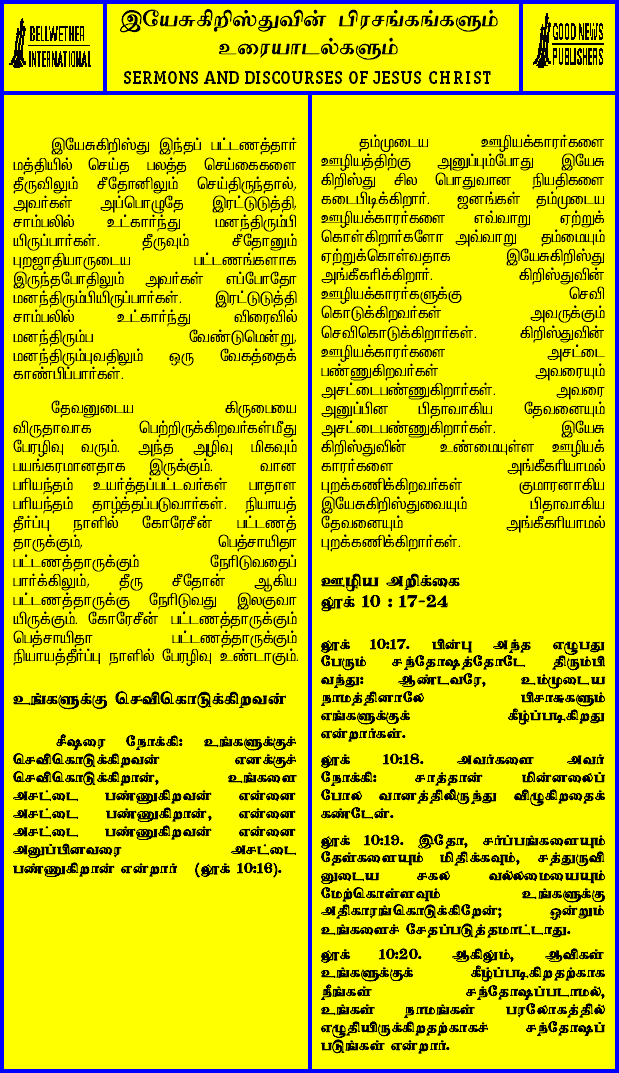 BELLWETHER
INTERNATIONAL
இயேசுகிறிஸ்துவின் பிரசங்கங்களும்
உரையாடல்களும்
SERMONS AND DISCOURSES OF JESUS CHRIST
GOOD NEWS
PUBLISHERS
இயேசுகிறிஸ்து இந்தப் பட்டணத்தார்
மத்தியில் செய்த பலத்த செய்கைகளை
தீருவிலும் சீதோனிலும் செய்திருந்தால்,
அவர்கள் அப்பொழுதே இரட்டுடுத்தி,
சாம்பலில் உட்கார்ந்து மனந்திரும்பி
யிருப்பார்கள். தீருவும் சீதோனும்
புறஜாதியாருடைய பட்டணங்களாக
இருந்தபோதிலும் அவர்கள் எப்போதோ
மனந்திரும்பியிருப்பார்கள். இரட்டுடுத்தி
சாம்பலில் உட்கார்ந்து விரைவில்
மனந்திரும்ப வேண்டுமென்று,
மனந்திரும்புவதிலும் ஒரு வேகத்தைக்
காண்பிப்பார்கள்.
தேவனுடைய கிருபையை
விருதாவாக பெற்றிருக்கிறவர்கள்மீது
பேரழிவு வரும். அந்த அழிவு மிகவும்
பயங்கரமானதாக இருக்கும். வான
பரியந்தம் உயர்த்தப்பட்டவர்கள் பாதாள
பரியந்தம் தாழ்த்தப்படுவார்கள். நியாயத்
தீர்ப்பு நாளில் கோரேசீன் பட்டணத்
தாருக்கும், பெத்சாயிதா
பட்டணத்தாருக்கும் நேரிடுவதைப்
பார்க்கிலும், தீரு சீதோன் ஆகிய
பட்டணத்தாருக்கு நேரிடுவது இலகுவா
யிருக்கும். கோரேசீன் பட்டணத்தாருக்கும்
பெத்சாயிதா பட்டணத்தாருக்கும்
நியாயத்தீர்ப்பு நாளில் பேரழிவு உண்டாகும்.
உங்களுக்கு செவிகொடுக்கிறவன்
சீஷரை நோக்கி: உங்களுக்குச்
செவிகொடுக்கிறவன் எனக்குச்
செவிகொடுக்கிறான், உங்களை
அசட்டை பண்ணுகிறவன் என்னை
அசட்டை பண்ணுகிறான், என்னை
அசட்டை பண்ணுகிறவன் என்னை
அனுப்பினவரை அசட்டை
பண்ணுகிறான் என்றார் (லூக் 10:16).
தம்முடைய ஊழியக்காரர்களை
ஊழியத்திற்கு அனுப்பும்போது இயேசு
கிறிஸ்து சில பொதுவான நியதிகளை
கடைபிடிக்கிறார். ஜனங்கள் தம்முடைய
ஊழியக்காரர்களை எவ்வாறு ஏற்றுக்
கொள்கிறார்களோ அவ்வாறு தம்மையும்
ஏற்றுக்கொள்வதாக இயேசுகிறிஸ்து
அங்கீகரிக்கிறார். கிறிஸ்துவின்
ஊழியக்காரர்களுக்கு செவி
கொடுக்கிறவர்கள் அவருக்கும்
செவிகொடுக்கிறார்கள். கிறிஸ்துவின்
ஊழியக்காரர்களை அசட்டை
பண்ணுகிறவர்கள் அவரையும்
அசட்டைபண்ணுகிறார்கள். அவரை
அனுப்பின பிதாவாகிய தேவனையும்
அசட்டைபண்ணுகிறார்கள். இயேசு
கிறிஸ்துவின் உண்மையுள்ள ஊழியக்
காரர்களை அங்கீகரியாமல்
புறக்கணிக்கிறவர்கள் குமாரனாகிய
இயேசுகிறிஸ்துவையும் பிதாவாகிய
தேவனையும் அங்கீகரியாமல்
புறக்கணிக்கிறார்கள்.
ஊழிய அறிக்கை
லூக் 10 : 17-24
லூக் 10:17. பின்பு அந்த எழுபது
பேரும் சந்தோஷத்தோடே திரும்பி
வந்து: ஆண்டவரே, உம்முடைய
நாமத்தினாலே பிசாசுகளும்
எங்களுக்குக் கீழ்ப்படிகிறது
என்றார்கள்.
லூக் 10:18. அவர்களை அவர்
நோக்கி: சாத்தான் மின்னலைப்
போல வானத்திலிருந்து விழுகிறதைக்
கண்டேன்.
லூக் 10:19. இதோ, சர்ப்பங்களையும்
தேள்களையும் மிதிக்கவும், சத்துருவி
னுடைய சகல வல்லமையையும்
மேற்கொள்ளவும் உங்களுக்கு
அதிகாரங்கொடுக்கிறேன்; ஒன்றும்
உங்களைச் சேதப்படுத்தமாட்டாது.
லூக் 10:20. ஆகிலும், ஆவிகள்
உங்களுக்குக் கீழ்ப்படிகிறதற்காக
நீங்கள் சந்தோஷப்படாமல்,
உங்கள் நாமங்கள் பரலோகத்தில்
எழுதியிருக்கிறதற்காகச் சந்தோஷப்
படுங்கள் என்றார்.